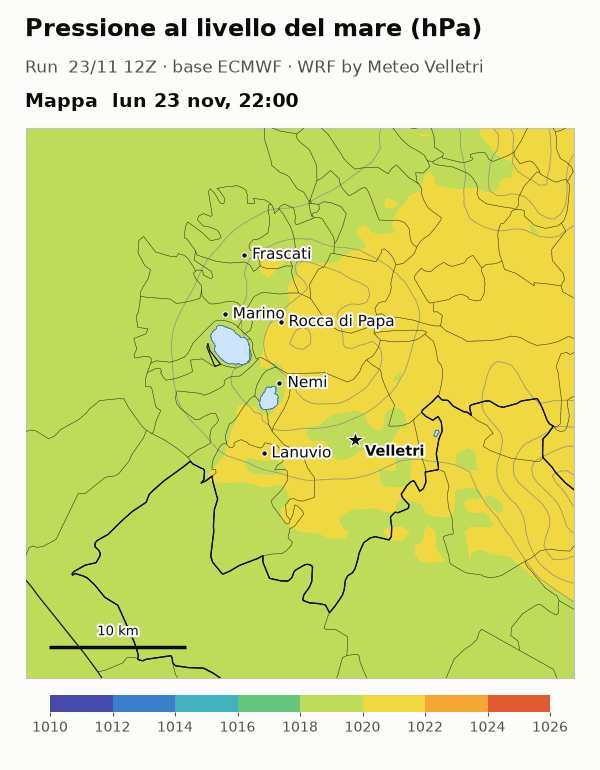 Pressione al livello del mare (hPa)
Run  23/11 12Z · base ECMWF · WRF by Meteo Velletri
Mappa  lun 23 nov, 22:00
Frascati
Marino
Rocca di Papa
Nemi
Velletri
Lanuvio
10 km
1010 1012 1014 1016 1018 1020 1022 1024 1026